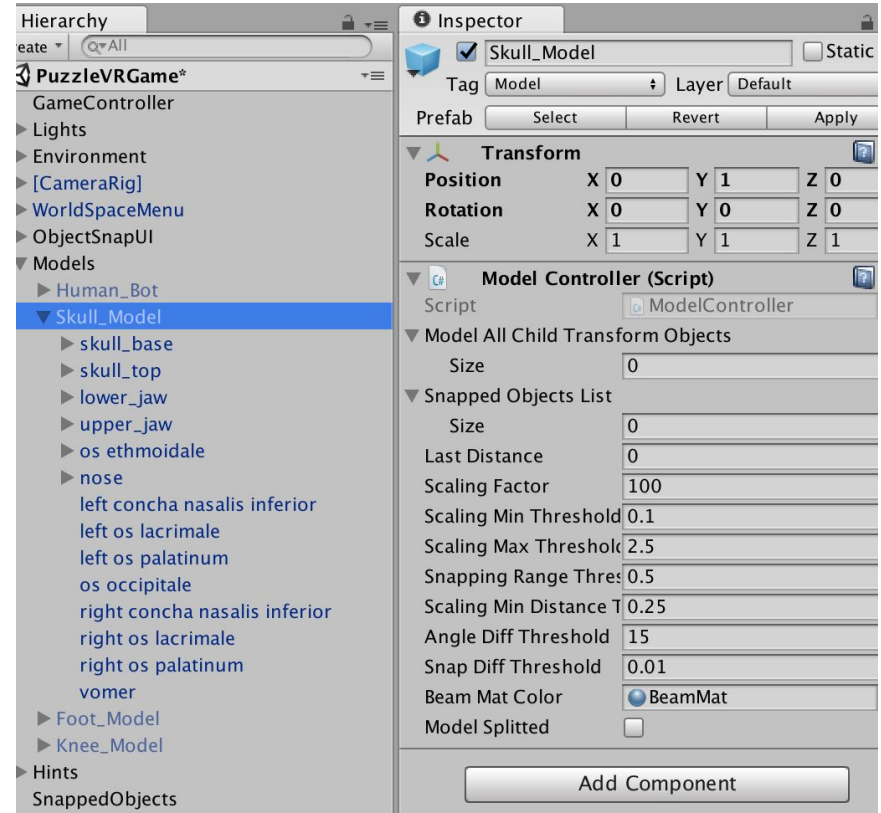 Hierarchy
eate
All
PuzzleVRGame*
GameController
Lights
Environment
[CameraRig]
WorldSpaceMenu
ObjectSnapUI
Models
Human_Bot
Skull_Model
skull_base
skull_top
lower_jaw
upper_jaw
os ethmoidale
nose
left concha nasalis inferior
left os lacrimale
left os palatinum
os occipitale
right concha nasalis inferior
right os lacrimale
right os palatinum
vomer
Foot_Model
Knee_Model
Hints
SnappedObjects
Inspector
Skull_Model Static
Tag Model Layer Default
Prefab Select Revert Apply
Transform
Position X 0 Y 1 Z 0
Rotation X 0 Y 0 Z 0
Scale X 1 Y 1 Z 1
C# Model Controller (Script)
Script ModelController
Model All Child Transform Objects
Size 0
Snapped Objects List
Size 0
Last Distance 0
Scaling Factor 100
Scaling Min Threshold 0.1
Scaling Max Threshol 2.5
Snapping Range Thres 0.5
Scaling Min Distance T 0.25
Angle Diff Threshold 15
Snap Diff Threshold 0.01
Beam Mat Color BeamMat
Model Splitted
Add Component